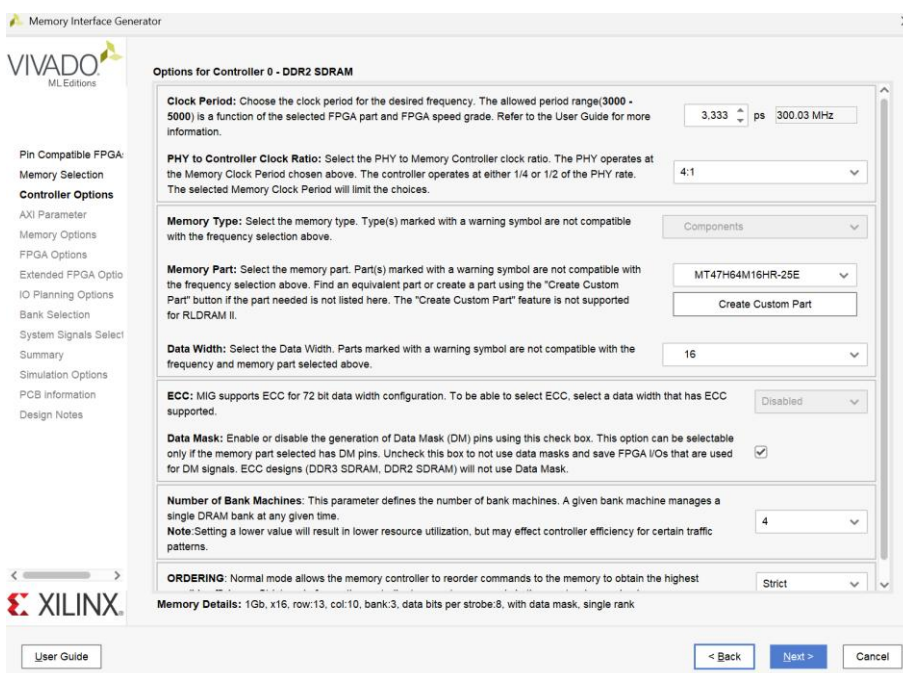 Memory Interface Generator
VIVADO
ML Editions
Pin Compatible FPGA
Memory Selection
Controller Options
AXI Parameter
Memory Options
FPGA Options
Extended FPGA Optio
IO Planning Options
Bank Selection
System Signals Select
Summary
Simulation Options
PCB Information
Design Notes
XILINX
Options for Controller 0 - DDR2 SDRAM
Clock Period: Choose the clock period for the desired frequency. The allowed period range(3000 -
5000) is a function of the selected FPGA part and FPGA speed grade. Refer to the User Guide for more
information.
3,333 ps 300.03 MHz
PHY to Controller Clock Ratio: Select the PHY to Memory Controller clock ratio. The PHY operates at
the Memory Clock Period chosen above. The controller operates at either 1/4 or 1/2 of the PHY rate.
The selected Memory Clock Period will limit the choices.
4:1
Memory Type: Select the memory type. Type(s) marked with a warning symbol are not compatible
with the frequency selection above.
Components
Memory Part: Select the memory part. Part(s) marked with a warning symbol are not compatible with
the frequency selection above. Find an equivalent part or create a part using the "Create Custom
Part" button if the part needed is not listed here. The "Create Custom Part" feature is not supported
for RLDRAM II.
MT47H64M16HR-25E
Create Custom Part
Data Width: Select the Data Width. Parts marked with a warning symbol are not compatible with the
frequency and memory part selected above.
16
ECC: MIG supports ECC for 72 bit data width configuration. To be able to select ECC, select a data width that has ECC
supported.
Disabled
Data Mask: Enable or disable the generation of Data Mask (DM) pins using this check box. This option can be selectable
only if the memory part selected has DM pins. Uncheck this box to not use data masks and save FPGA I/Os that are used
for DM signals. ECC designs (DDR3 SDRAM, DDR2 SDRAM) will not use Data Mask.
Number of Bank Machines: This parameter defines the number of bank machines. A given bank machine manages a
single DRAM bank at any given time.
Note:Setting a lower value will result in lower resource utilization, but may effect controller efficiency for certain traffic
patterns.
4
ORDERING: Normal mode allows the memory controller to reorder commands to the memory to obtain the highest
Strict
Memory Details: 1Gb, x16, row:13, col:10, bank:3, data bits per strobe:8, with data mask, single rank
User Guide
< Back
Next >
Cancel